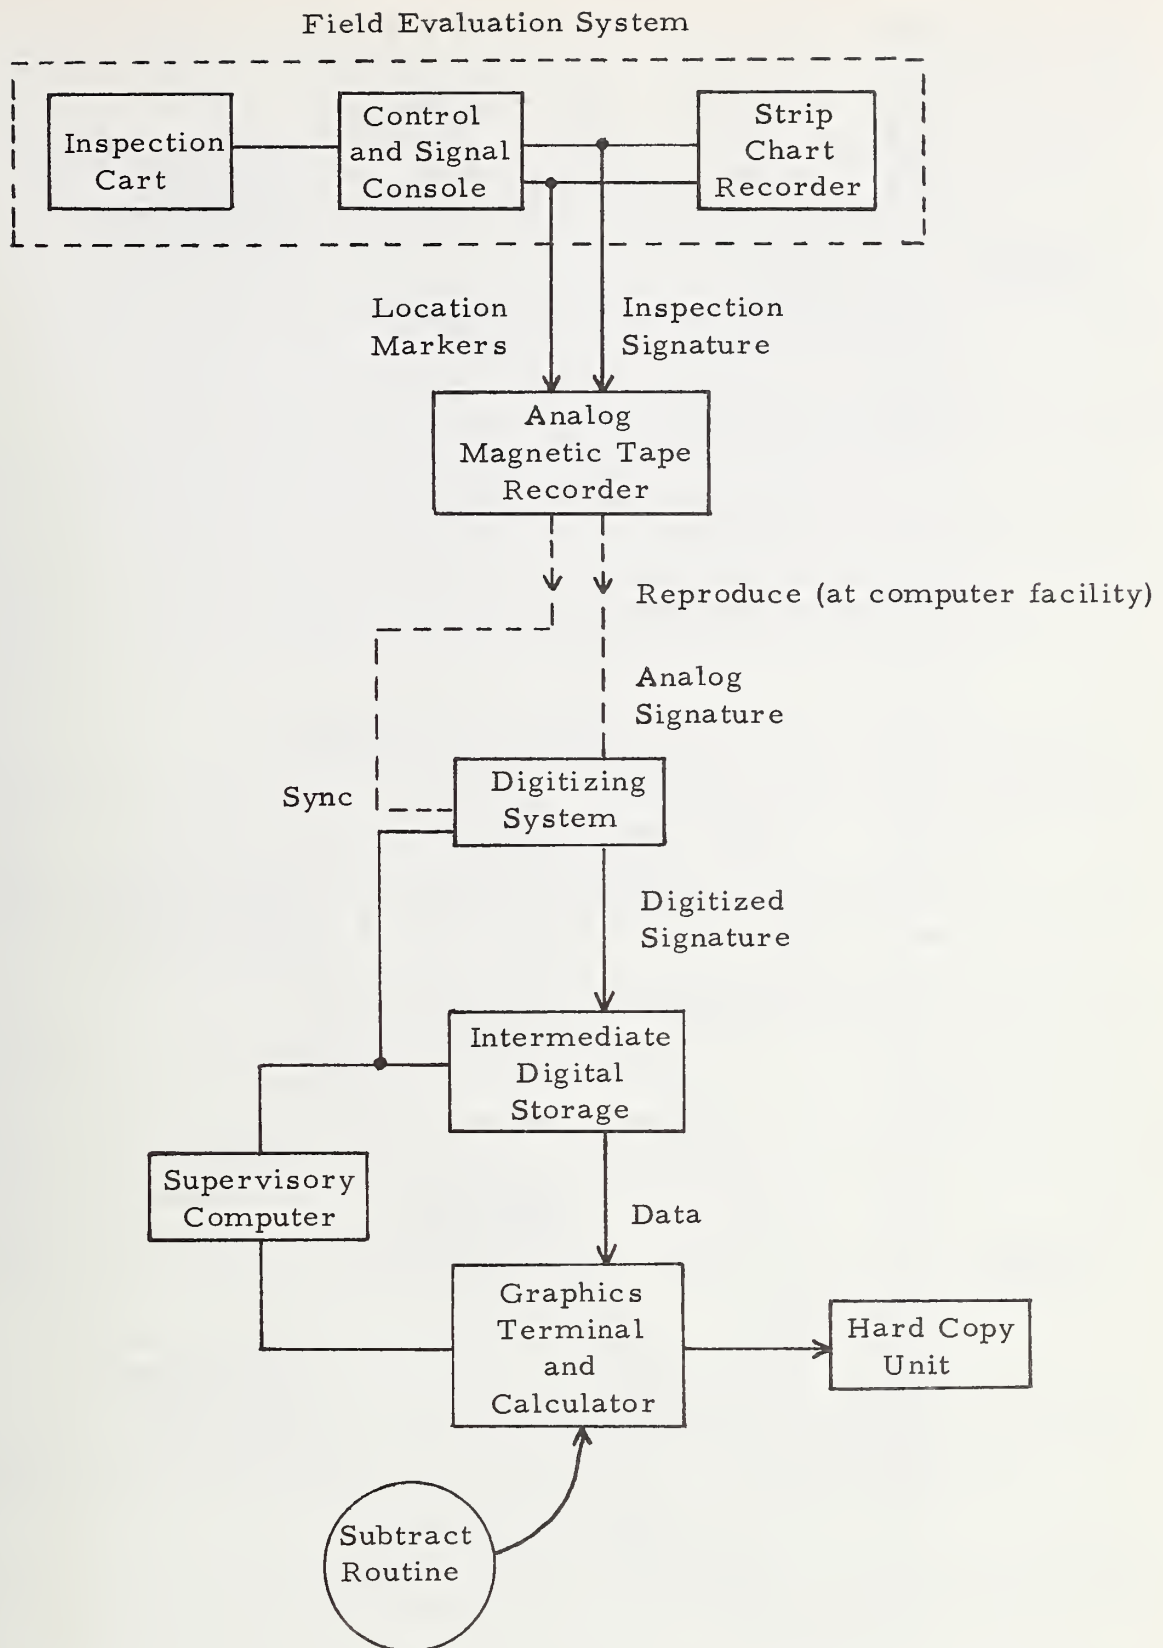 Field Evaluation System
Inspection
Cart
Control
and Signal
Console
Strip
Chart
Recorder
Location
Markers
Inspection
Signature
Analog
Magnetic Tape
Recorder
Reproduce (at computer facility)
Analog
Signature
Sync
Digitizing
System
Digitized
Signature
Intermediate
Digital
Storage
Supervisory
Computer
Data
Graphics
Terminal
and
Calculator
Hard Copy
Unit
Subtract
Routine